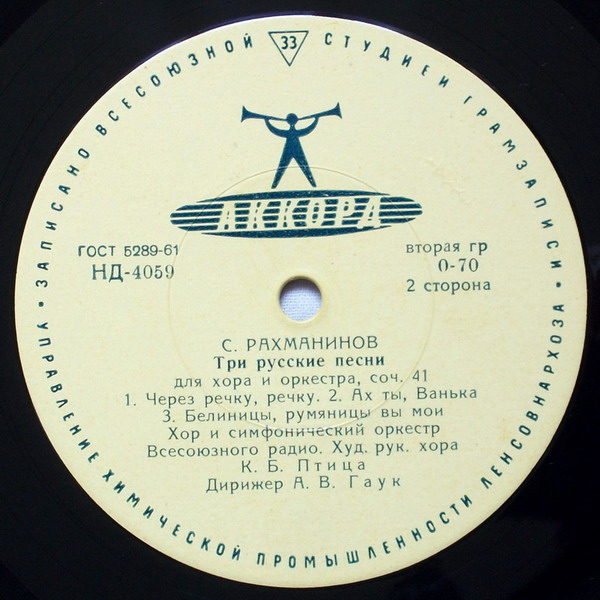 ЗАПИСАНО ВСЕСОЮЗНОЙ 33 СТУДИЕЙ ГРАМЗАПИСИ
АККОРД
ГОСТ 5289-61
НД-4059
вторая гр
0-70
2 сторона
С. РАХМАНИНОВ
Три русские песни
для хора и оркестра, соч. 41
1. Через речку, речку. 2. Ах ты, Ванька
3. Белиницы, румяницы вы мои
Хор и симфонический оркестр
Всесоюзного радио. Худ. рук. хора
К. Б. Птица
Дирижер А. В. Гаук
• УПРАВЛЕНИЕ ХИМИЧЕСКОЙ ПРОМЫШЛЕННОСТИ ЛЕНСОВНАРХОЗА •